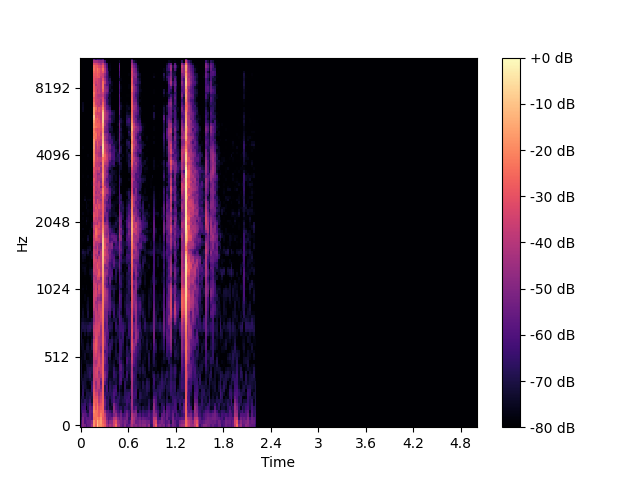 +0 dB
8192
-10 dB
4096
-20 dB
-30 dB
2048
Hz
-40 dB
1024
-50 dB
-60 dB
512
-70 dB
0
-80 dB
0 0.6 1.2 1.8 2.4 3 3.6 4.2 4.8
Time